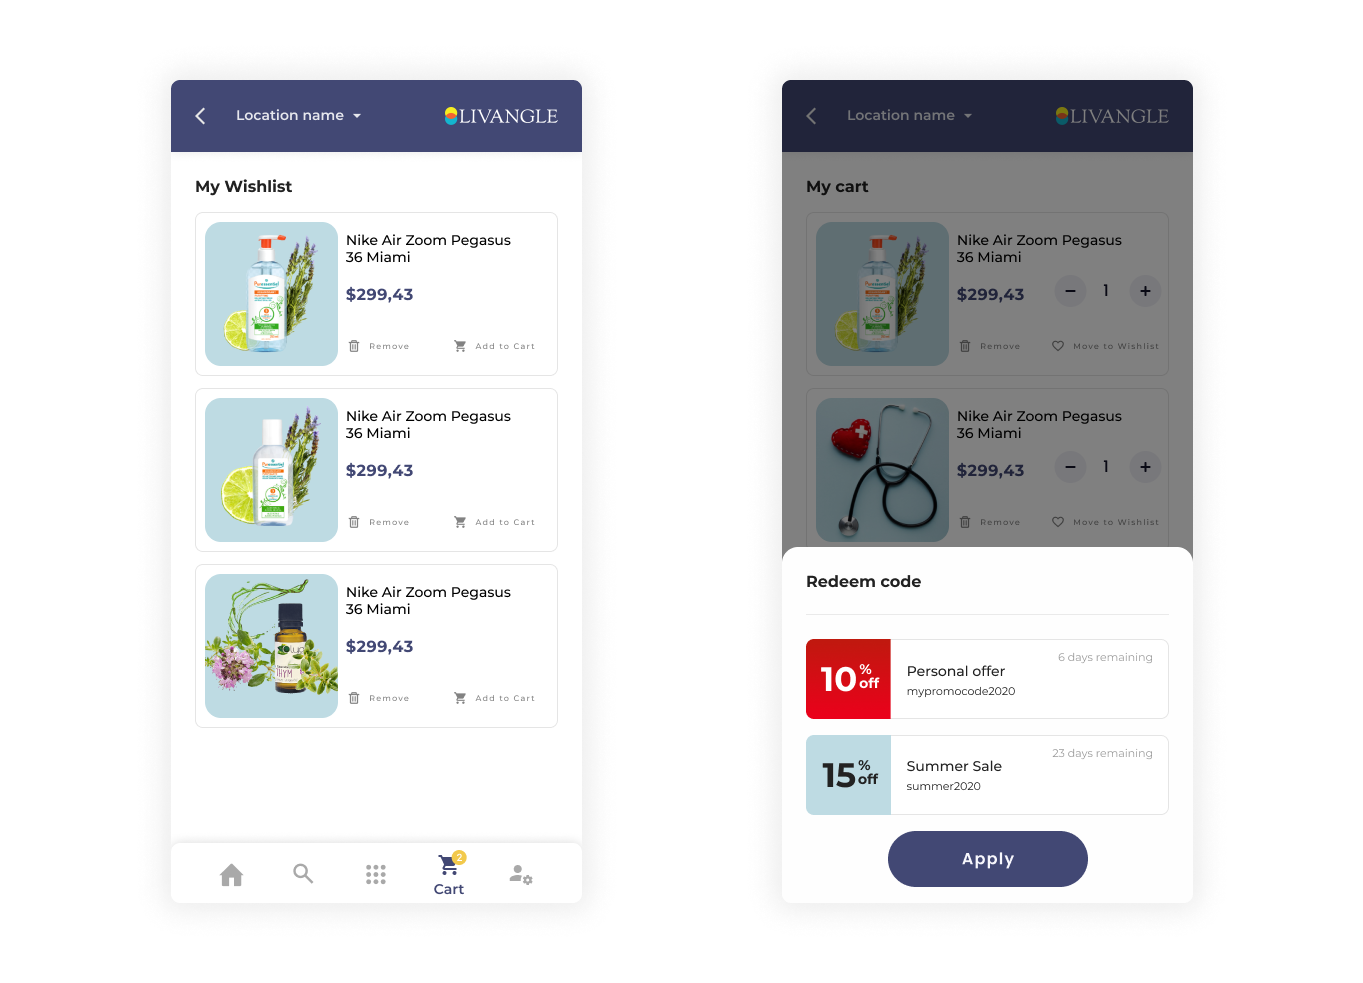 Location name
LIVANGLE
My Wishlist
Nike Air Zoom Pegasus
36 Miami
$299,43
Remove
Add to Cart
Puressentiel
Nike Air Zoom Pegasus
36 Miami
$299,43
Remove
Add to Cart
Puressentiel
Nike Air Zoom Pegasus
36 Miami
$299,43
Remove
Add to Cart
THYM
2
Cart
Location name
LIVANGLE
My cart
Nike Air Zoom Pegasus
36 Miami
$299,43
− 1 +
Remove
Move to Wishlist
Puressentiel
Nike Air Zoom Pegasus
36 Miami
$299,43
− 1 +
Remove
Move to Wishlist
Redeem code
10% off
6 days remaining
Personal offer
mypromocode2020
15% off
23 days remaining
Summer Sale
summer2020
Apply